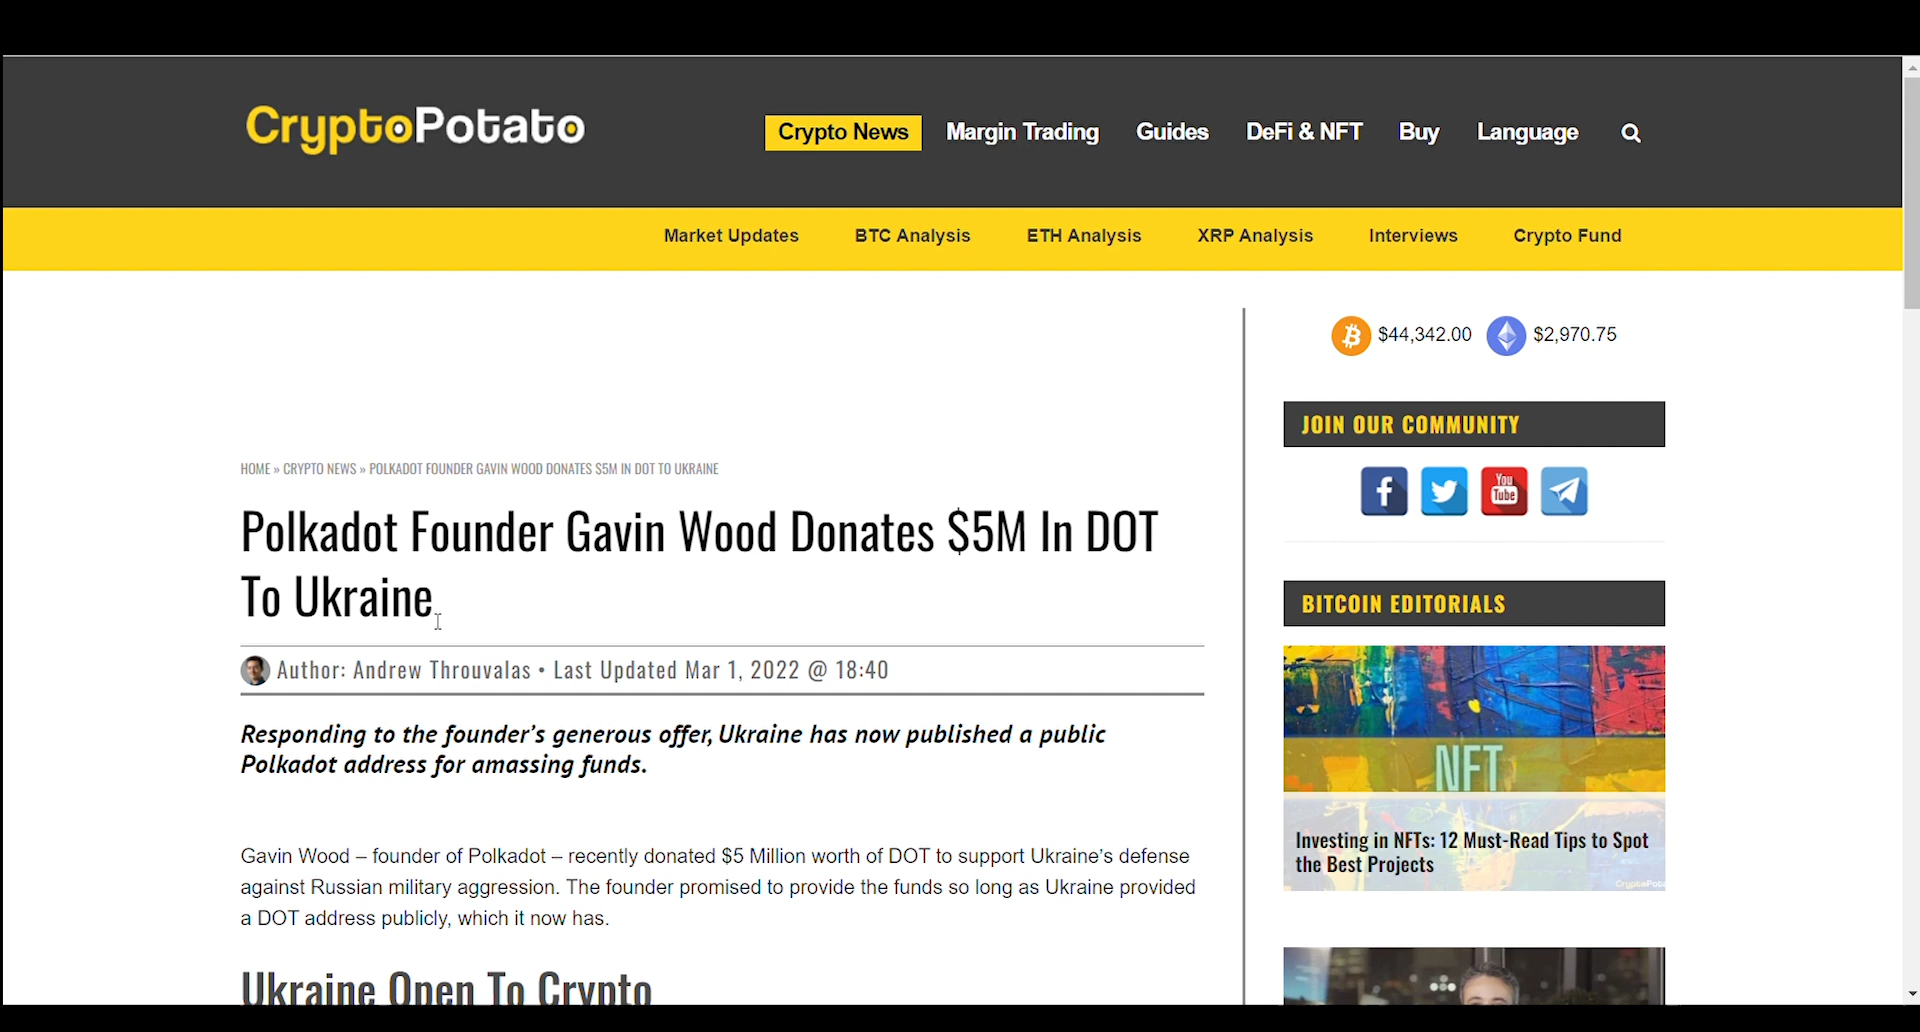 CryptoPotato
Crypto News Margin Trading Guides DeFi & NFT Buy Language
Market Updates BTC Analysis ETH Analysis XRP Analysis Interviews Crypto Fund
$44,342.00 $2,970.75
JOIN OUR COMMUNITY
You
Tube
HOME » CRYPTO NEWS » POLKADOT FOUNDER GAVIN WOOD DONATES $5M IN DOT TO UKRAINE
Polkadot Founder Gavin Wood Donates $5M In DOT
To Ukraine
Author: Andrew Throuvalas • Last Updated Mar 1, 2022 @ 18:40
Responding to the founder's generous offer, Ukraine has now published a public
Polkadot address for amassing funds.
Gavin Wood – founder of Polkadot – recently donated $5 Million worth of DOT to support Ukraine's defense
against Russian military aggression. The founder promised to provide the funds so long as Ukraine provided
a DOT address publicly, which it now has.
Ukraine Open To Crypto
BITCOIN EDITORIALS
NFT
Investing in NFTs: 12 Must-Read Tips to Spot
the Best Projects